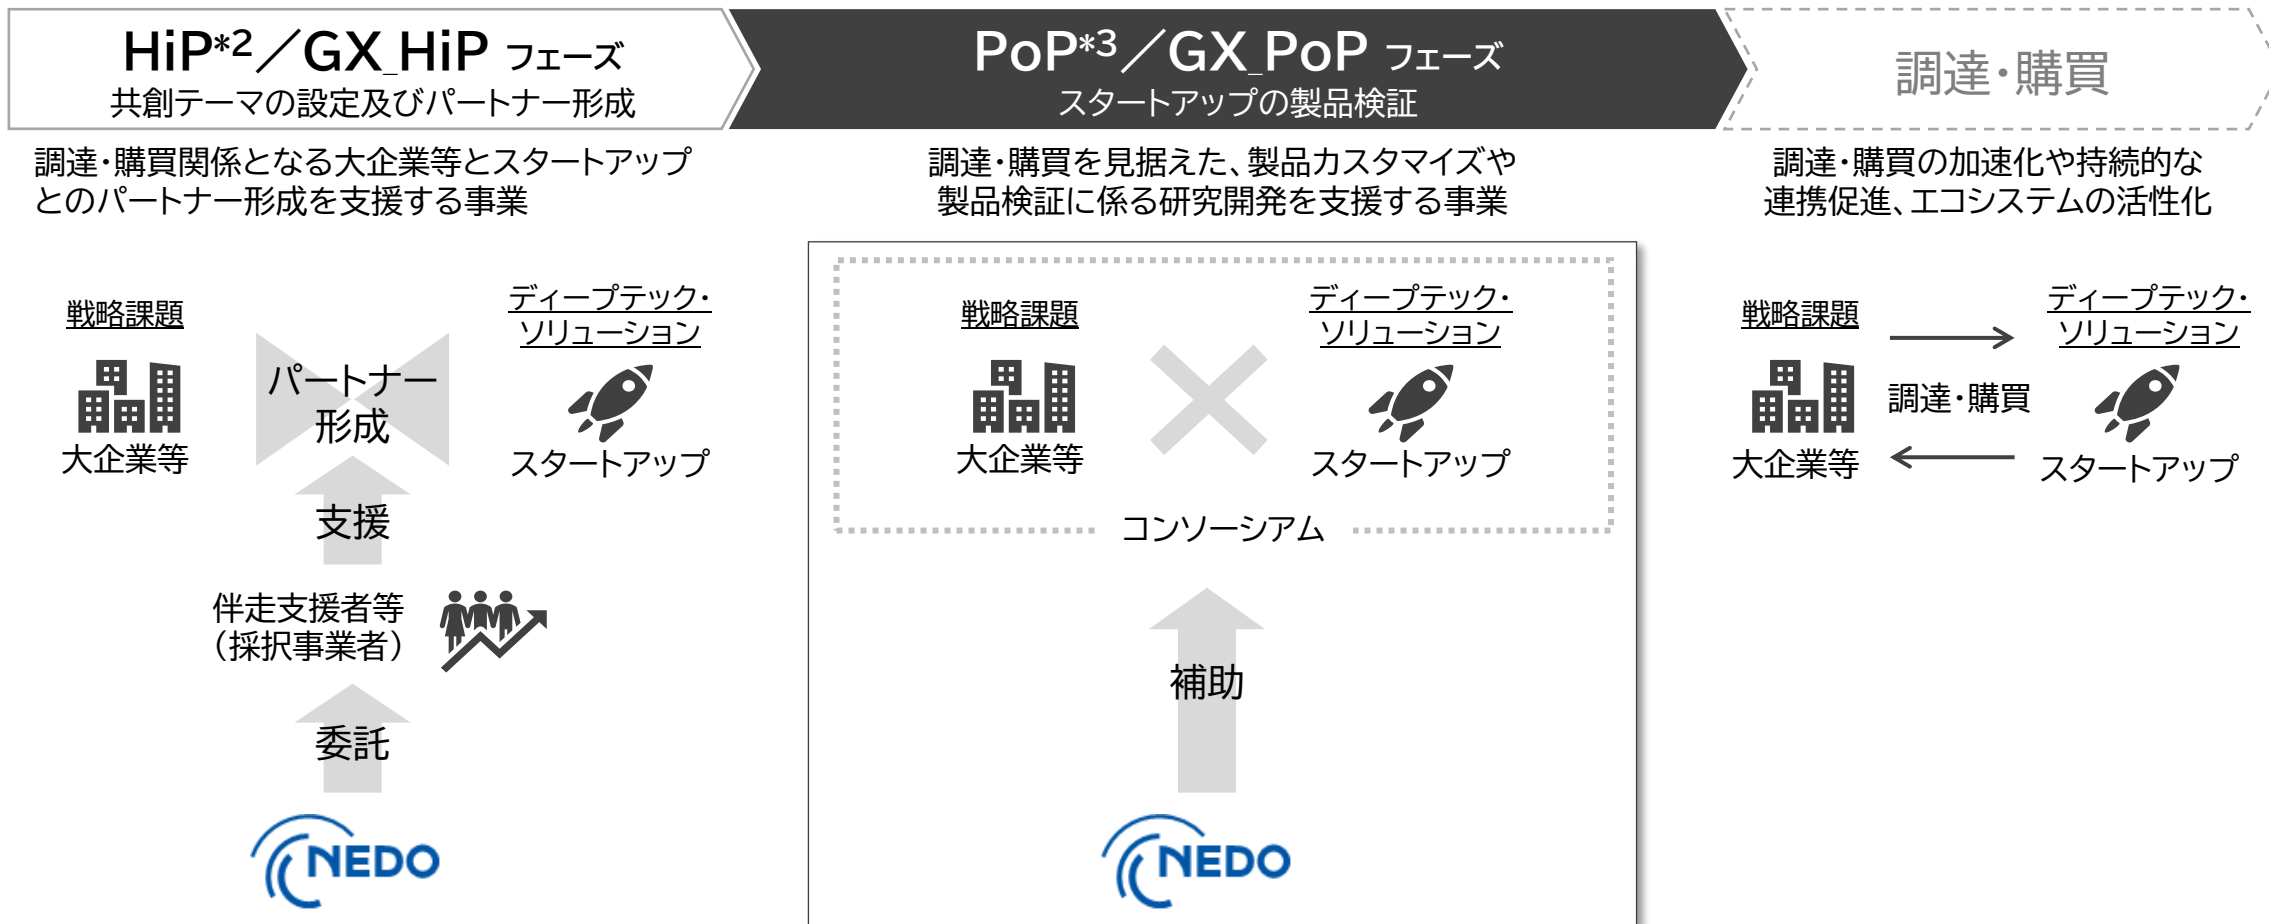 HiP*2／GX_HiP フェーズ
共創テーマの設定及びパートナー形成
PoP*3／GX_PoP フェーズ
スタートアップの製品検証
調達・購買
調達・購買関係となる大企業等とスタートアップ
とのパートナー形成を支援する事業
調達・購買を見据えた、製品カスタマイズや
製品検証に係る研究開発を支援する事業
調達・購買の加速化や持続的な
連携促進、エコシステムの活性化
戦略課題
大企業等
パートナー
形成
ディープテック・
ソリューション
スタートアップ
支援
伴走支援者等
（採択事業者）
委託
NEDO
戦略課題
大企業等
ディープテック・
ソリューション
スタートアップ
コンソーシアム
補助
NEDO
戦略課題
大企業等
調達・購買
ディープテック・
ソリューション
スタートアップ